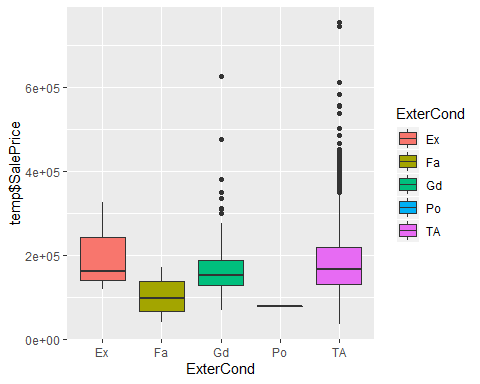 temp$SalePrice
6e+05
4e+05
2e+05
0e+00
Ex
Fa
Gd
Po
TA
ExterCond
ExterCond
Ex
Fa
Gd
Po
TA